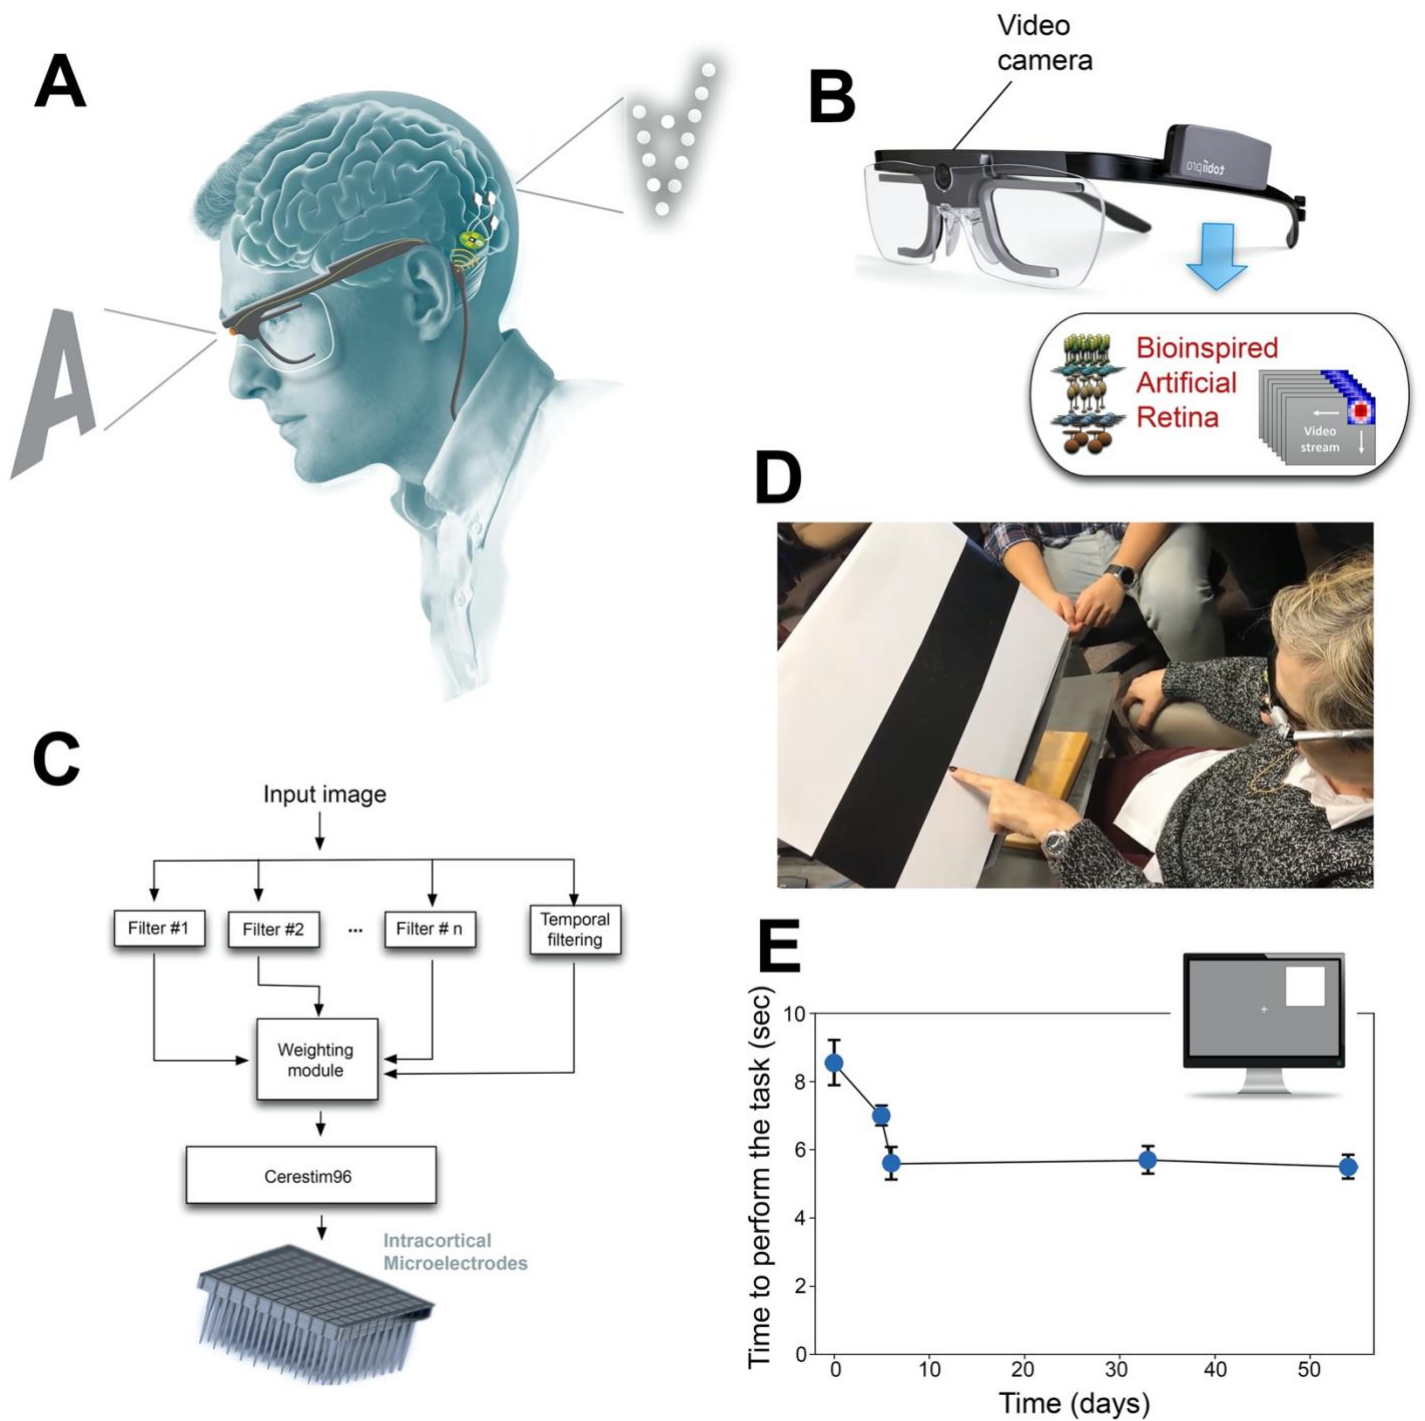 A
A
B
Video
camera
tobiipro
Bioinspired
Artificial
Retina
Video
stream
C
Input image
Filter #1
Filter #2
...
Filter # n
Temporal
filtering
Weighting
module
Cerestim96
Intracortical
Microelectrodes
D
E
Time to perform the task (sec)
10
8
6
4
2
0
0 10 20 30 40 50
Time (days)